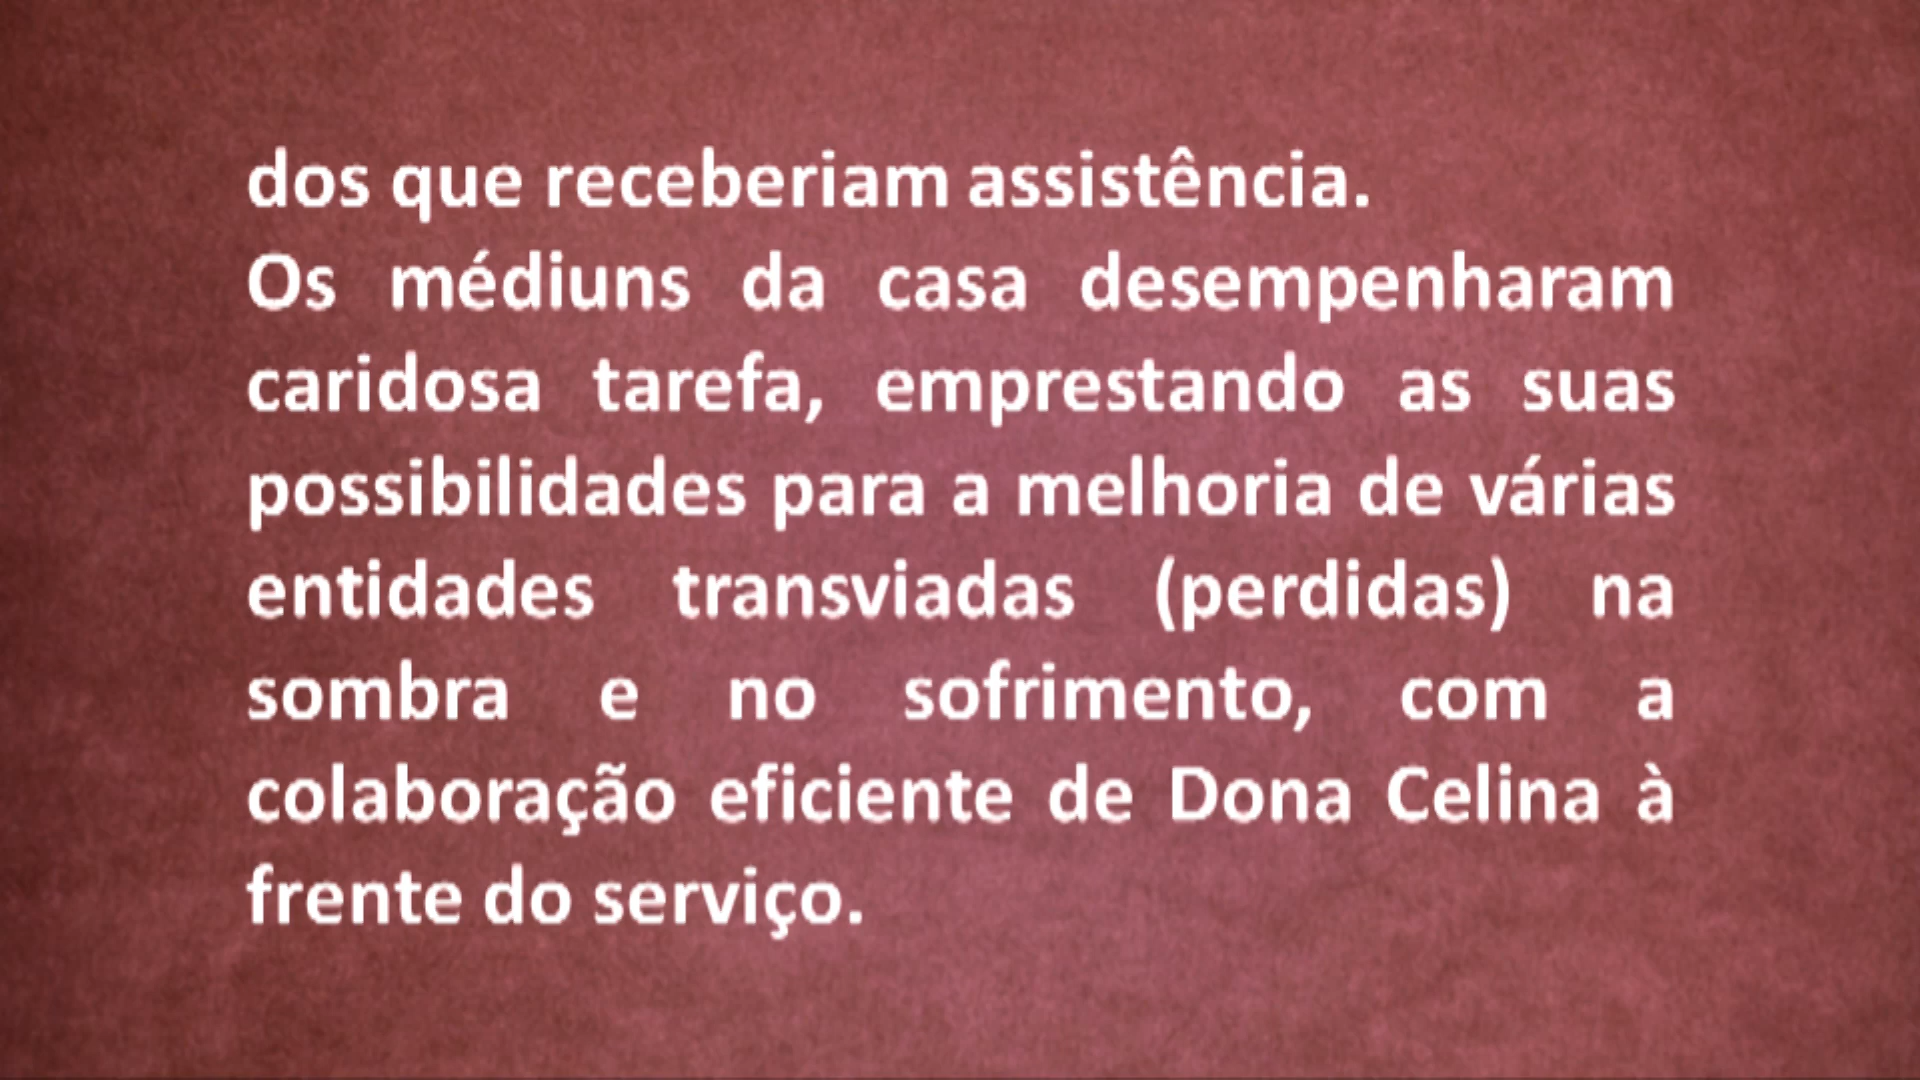 dos que receberiam assistência.
Os médiuns da casa desempenharam
caridosa tarefa, emprestando as suas
possibilidades para a melhoria de várias
entidades transviadas (perdidas) na
sombra e no sofrimento, com a
colaboração eficiente de Dona Celina à
frente do serviço.